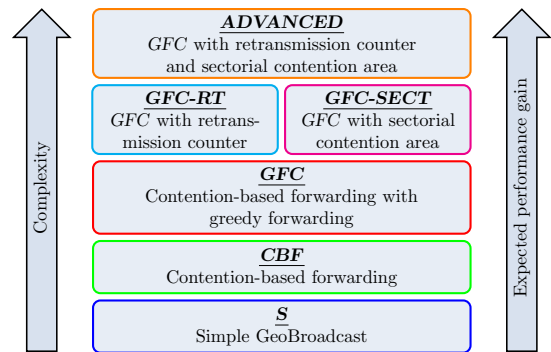 Complexity
ADVANCED
GFC with retransmission counter
and sectorial contention area
GFC-RT
GFC with retrans-
mission counter
GFC-SECT
GFC with sectorial
contention area
GFC
Contention-based forwarding with
greedy forwarding
CBF
Contention-based forwarding
S
Simple GeoBroadcast
Expected performance gain